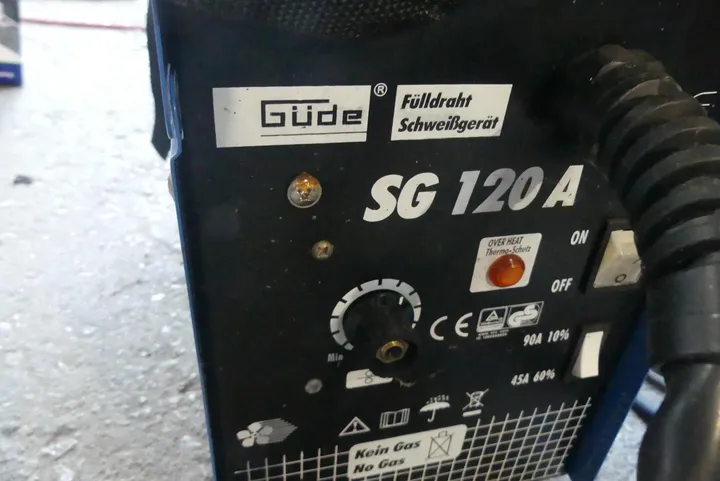 Güde ®
Fülldraht
Schweißgerät
SG 120 A
OVER HEAT
Thermo-Schutz
ON
OFF
Min
CE
90A 10%
45A 60%
Kein Gas
No Gas